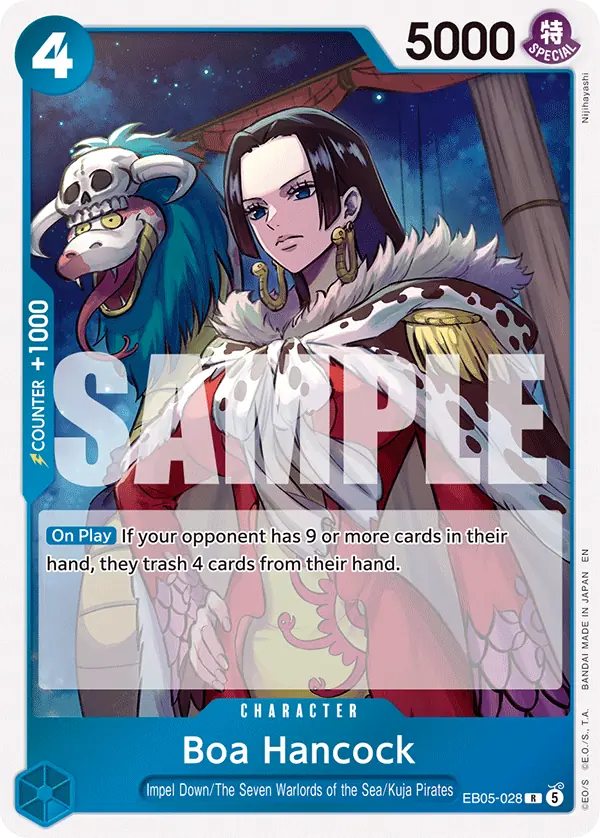 4
5000
特
SPECIAL
Nijihayashi
COUNTER +1000
SAMPLE
On Play If your opponent has 9 or more cards in their
hand, they trash 4 cards from their hand.
CHARACTER
Boa Hancock
Impel Down/The Seven Warlords of the Sea/Kuja Pirates
EB05-028 R 5
©E.O/S ©E.O./S., T.A. BANDAI MADE IN JAPAN EN